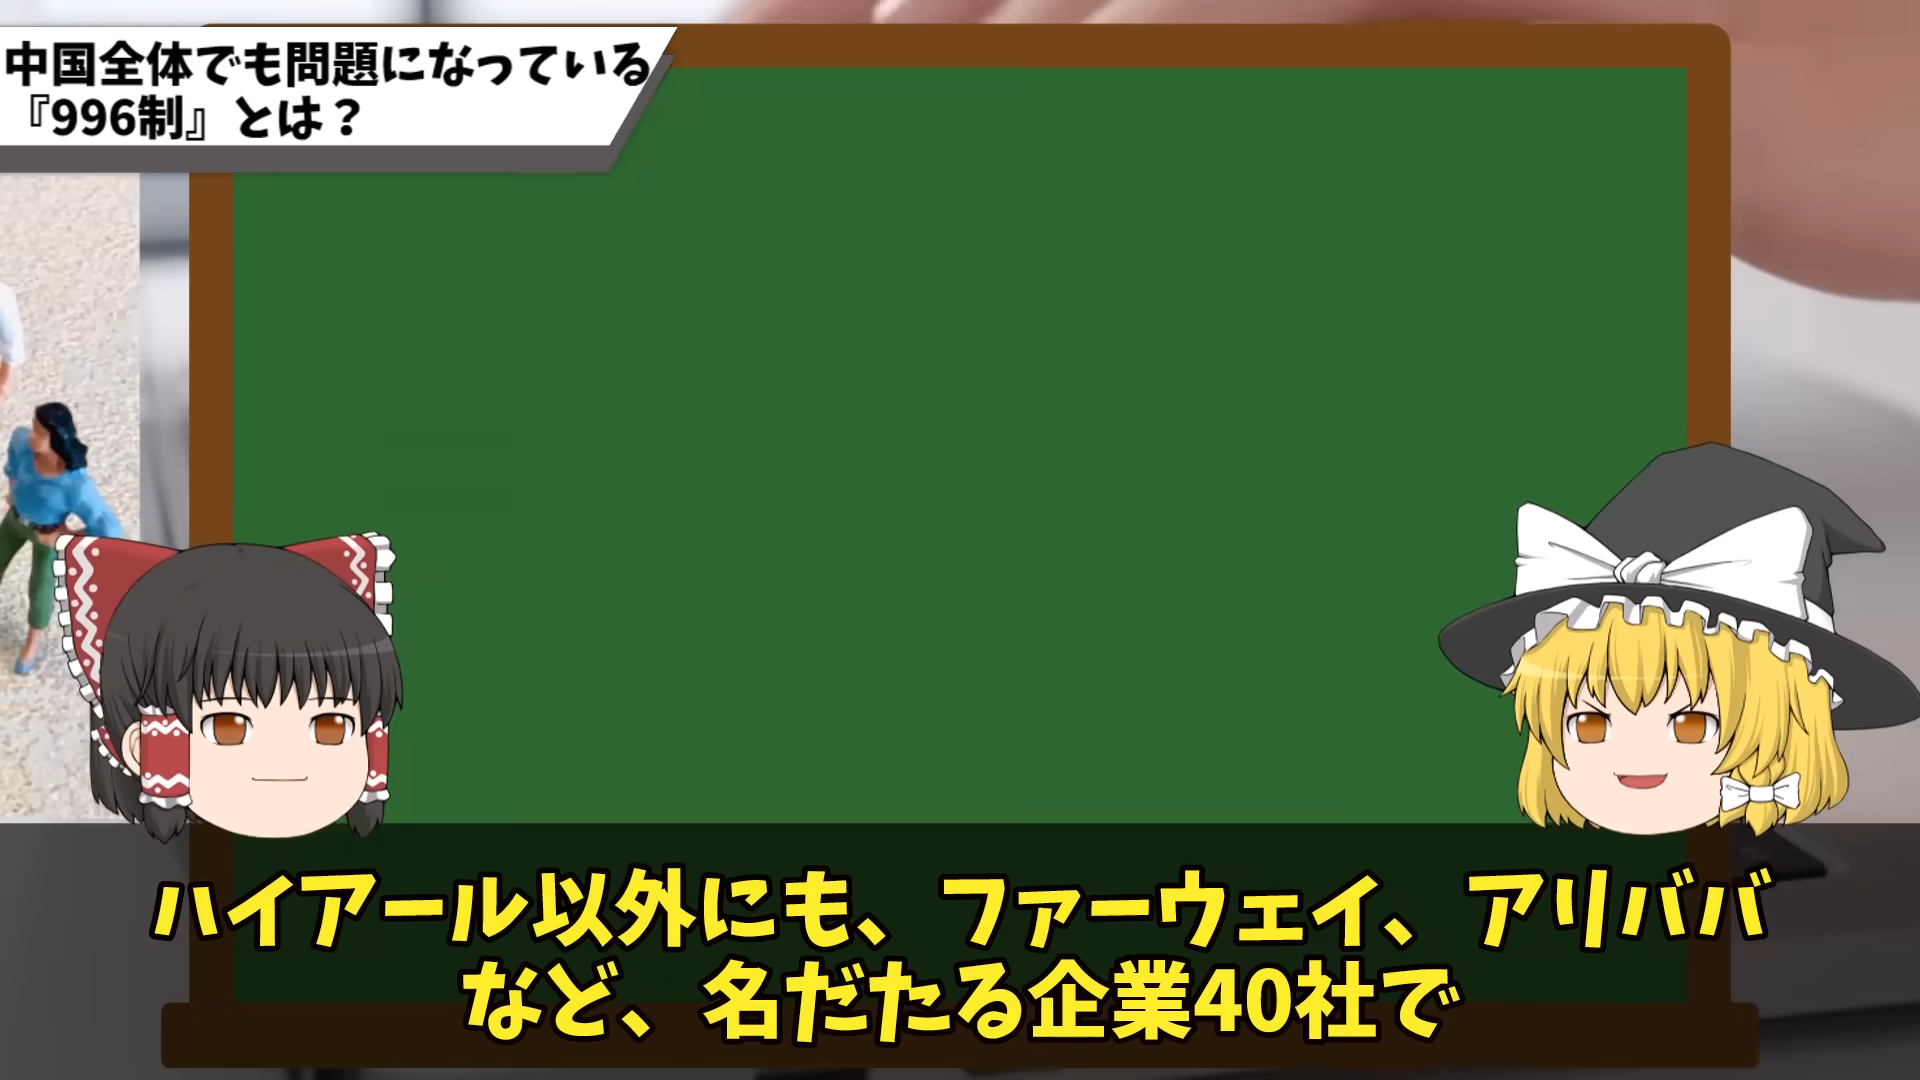 中国全体でも問題になっている
『996制』とは？
ハイアール以外にも、ファーウェイ、アリババ
など、名だたる企業40社で